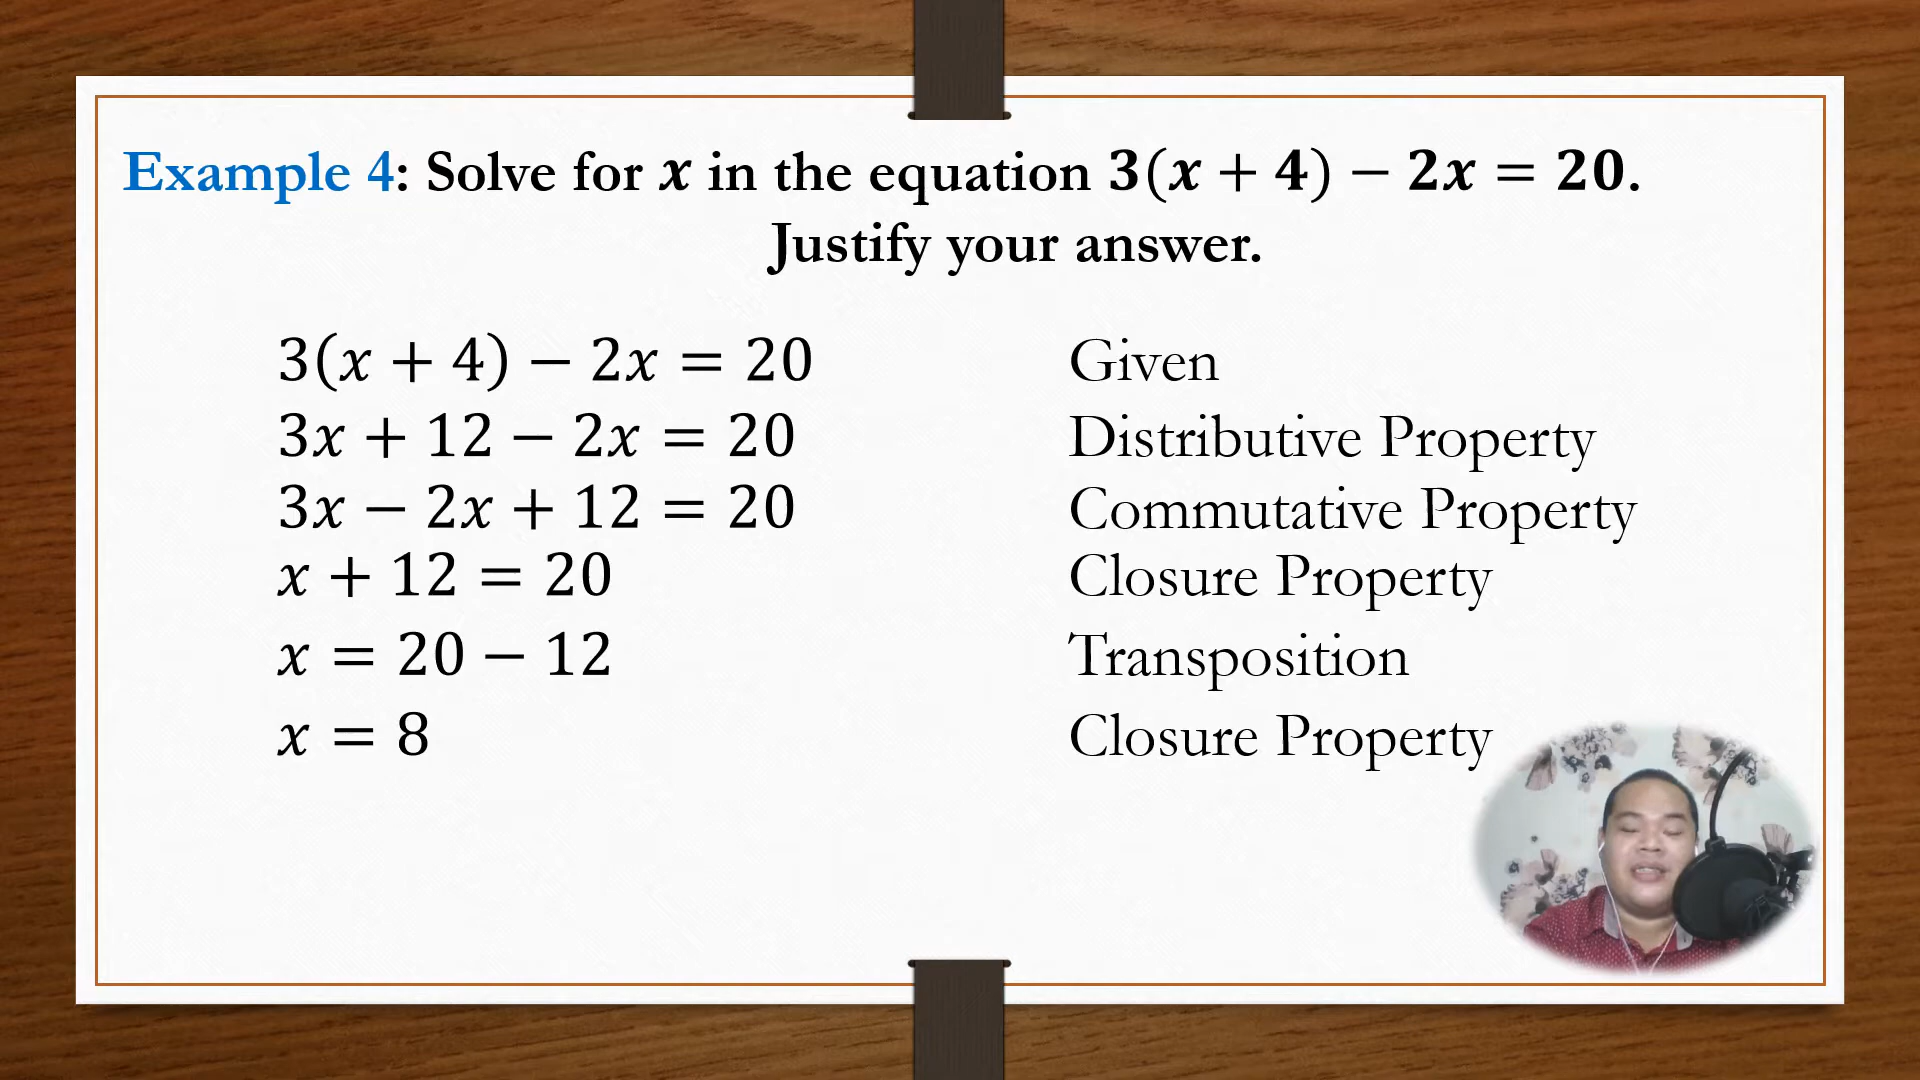 Example 4: Solve for x in the equation 3(x + 4) − 2x = 20.
Justify your answer.
3(x + 4) − 2x = 20 Given
3x + 12 − 2x = 20 Distributive Property
3x − 2x + 12 = 20 Commutative Property
x + 12 = 20 Closure Property
x = 20 − 12 Transposition
x = 8 Closure Property